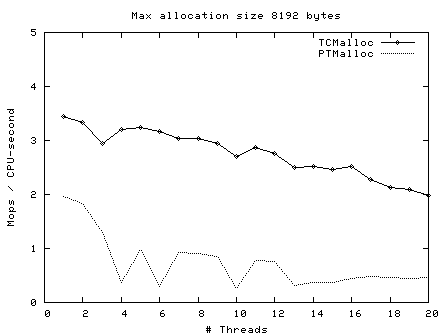 Max allocation size 8192 bytes
TCMalloc
PTMalloc
Mops / CPU-second
5
4
3
2
1
0
0 2 4 6 8 10 12 14 16 18 20
# Threads